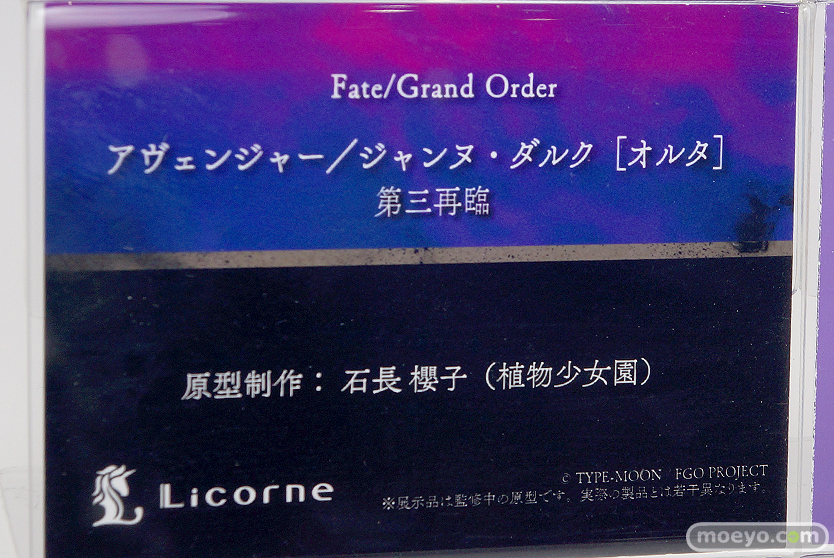 Fate/Grand Order
アヴェンジャー／ジャンヌ・ダルク［オルタ］
第三再臨
原型制作： 石長 櫻子（植物少女園）
© TYPE-MOON / FGO PROJECT
Licorne
※展示品は監修中の原型です。実際の製品とは若干異なります。
moeyo.com